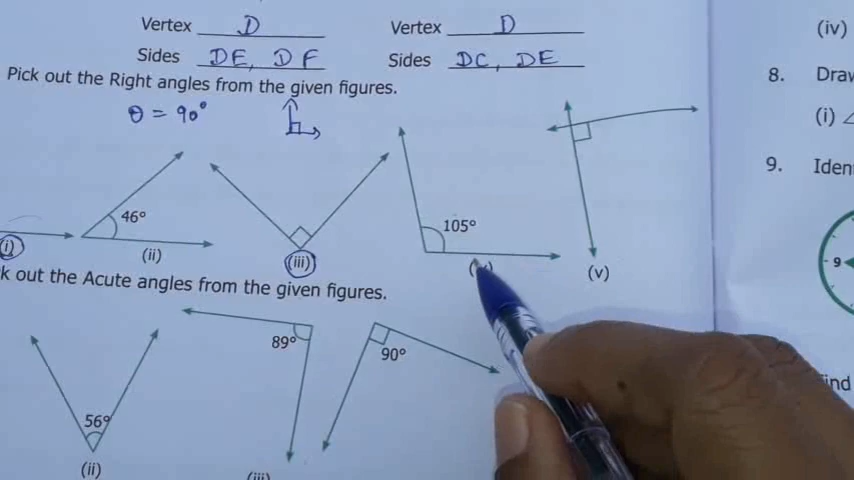 Vertex D
Sides DE, DF
Vertex D
Sides DC, DE
Pick out the Right angles from the given figures.
θ = 90°
46°
105°
(i)
(ii)
(iii)
(v)
k out the Acute angles from the given figures.
56°
89°
90°
(ii)
(iii)
(iv)
8. Draw
(i)
9. Iden
9
ind